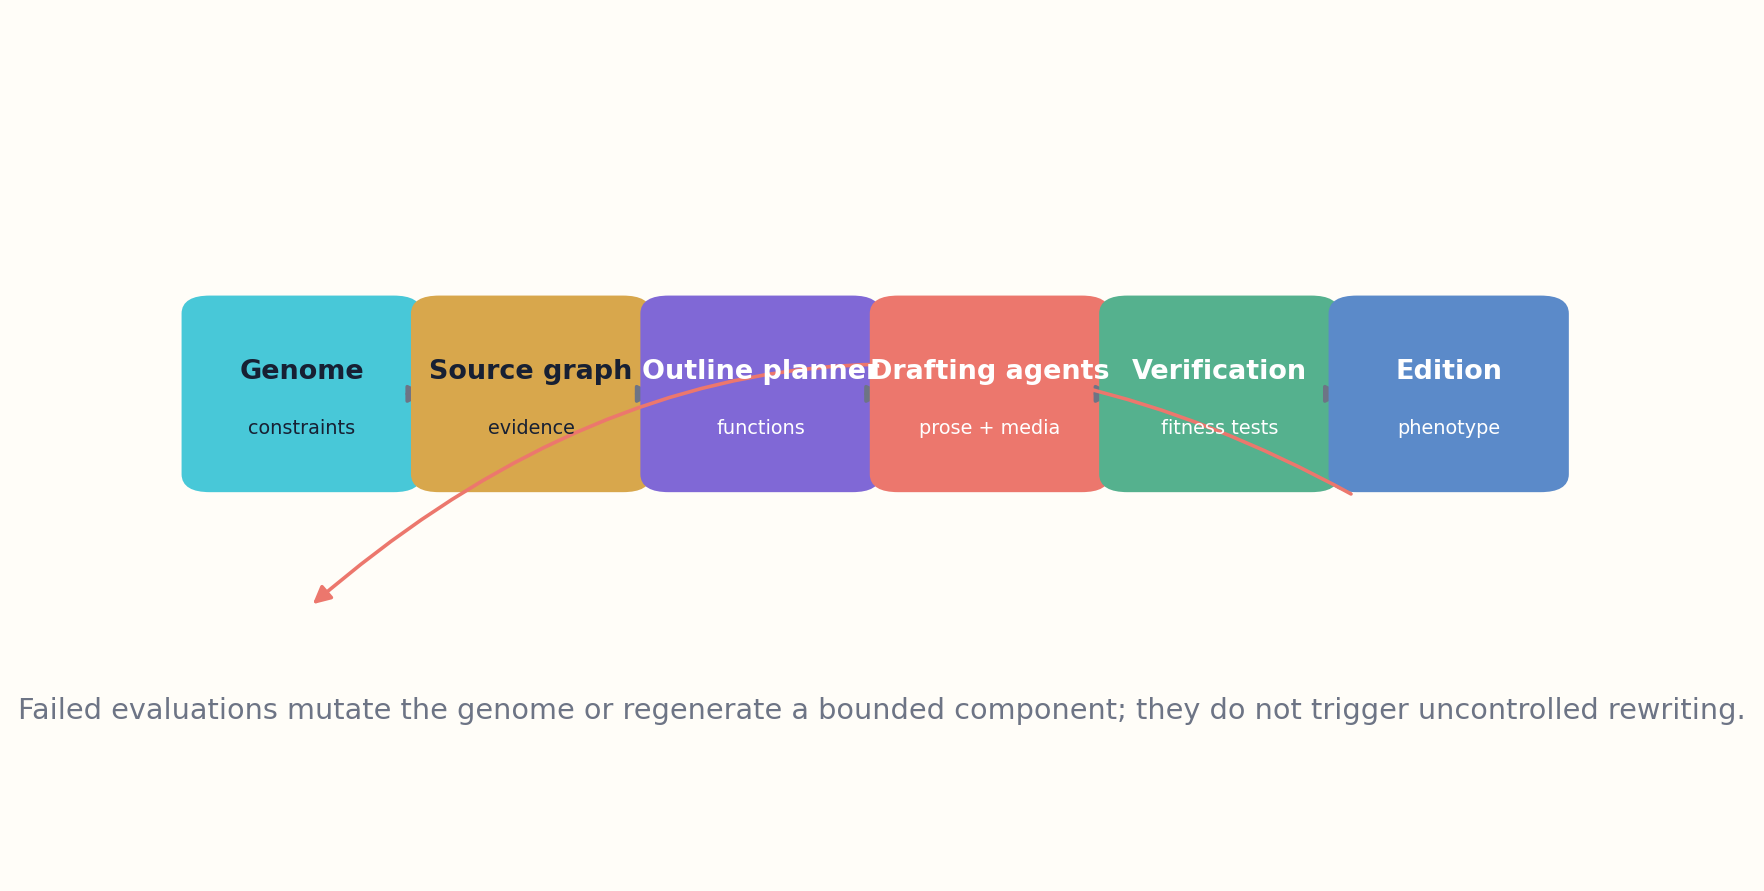 Genome
constraints
Source graph
evidence
Outline planner
functions
Drafting agents
prose + media
Verification
fitness tests
Edition
phenotype
Failed evaluations mutate the genome or regenerate a bounded component; they do not trigger uncontrolled rewriting.